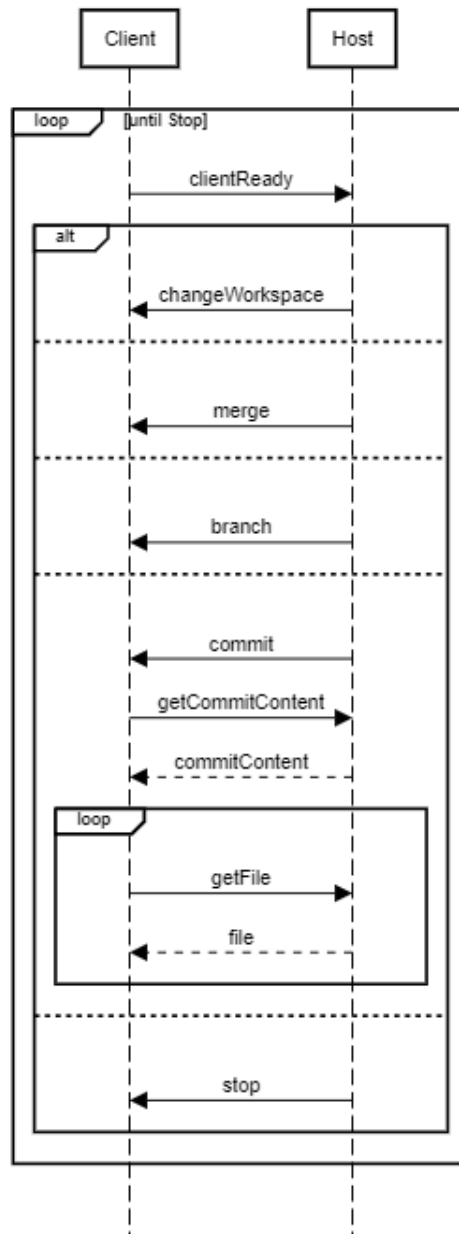 Client
Host
loop
[until Stop]
clientReady
alt
changeWorkspace
merge
branch
commit
getCommitContent
commitContent
loop
getFile
file
stop